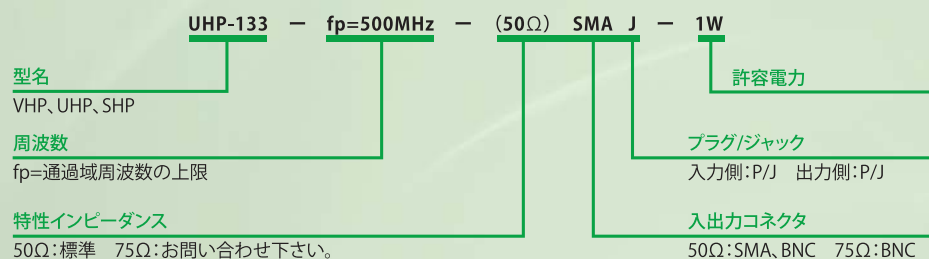 UHP-133 － fp=500MHz － (50Ω) SMA J － 1W
型名
VHP、UHP、SHP
許容電力
周波数
fp=通過域周波数の上限
プラグ/ジャック
入力側:P/J 出力側:P/J
特性インピーダンス
50Ω:標準 75Ω:お問い合わせ下さい。
入出力コネクタ
50Ω:SMA、BNC 75Ω:BNC